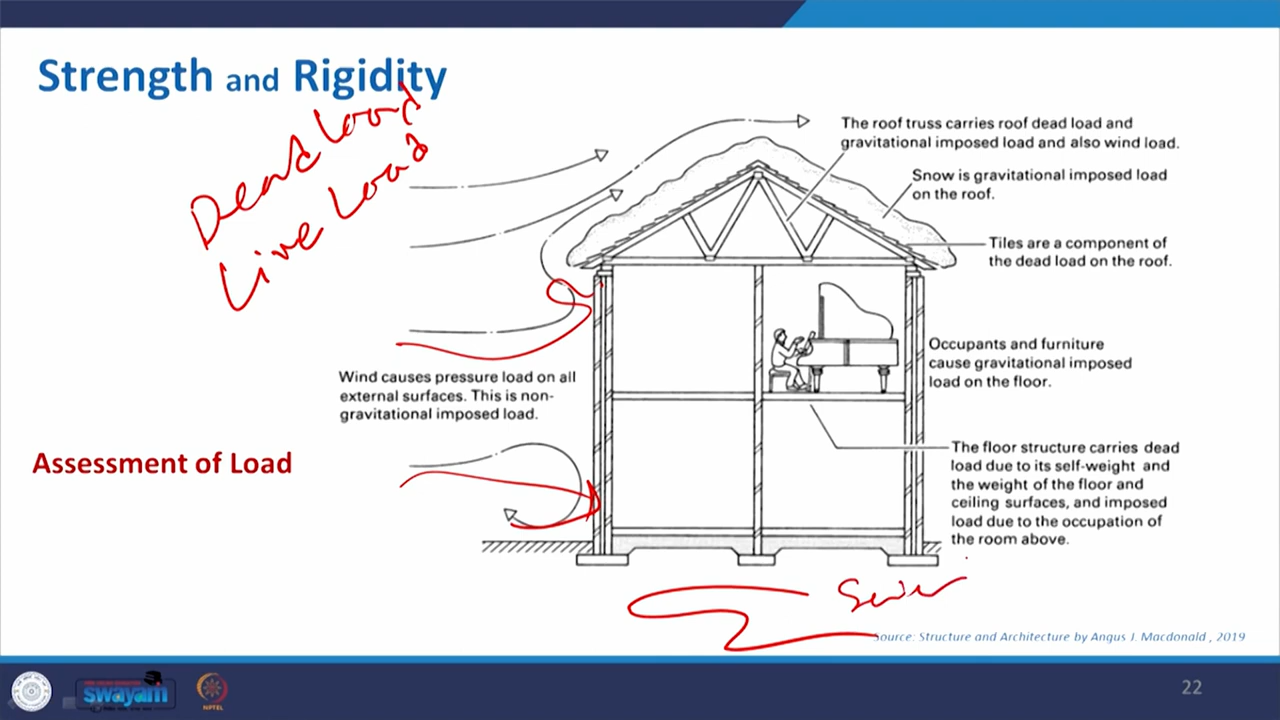 Strength and Rigidity
Dead Load
Live Load
The roof truss carries roof dead load and
gravitational imposed load and also wind load.
Snow is gravitational imposed load
on the roof.
Tiles are a component of
the dead load on the roof.
Occupants and furniture
cause gravitational imposed
load on the floor.
Wind causes pressure load on all
external surfaces. This is non-
gravitational imposed load.
Assessment of Load
The floor structure carries dead
load due to its self-weight and
the weight of the floor and
ceiling surfaces, and imposed
load due to the occupation of
the room above.
Source: Structure and Architecture by Angus J. Macdonald , 2019
swayam
NPTEL
22